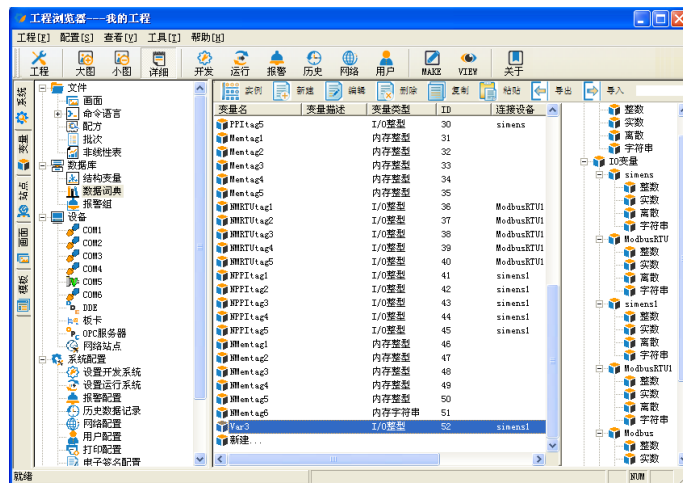 工程浏览器---我的工程
工程[F] 配置[S] 查看[V] 工具[T] 帮助[H]
工程 大图 小图 详细 开发 运行 报警 历史 网络 用户 MAKE VIEW 关于
实例 新建 编辑 删除 复制 粘贴 导出 导入
系统
变量
站点
画面
模板
文件
画面
命令语言
配方
批次
非线性表
数据库
结构变量
数据词典
报警组
设备
COM1
COM2
COM3
COM4
COM5
COM6
DDE
板卡
OPC服务器
网络站点
系统配置
设置开发系统
设置运行系统
报警配置
历史数据记录
网络配置
用户配置
打印配置
电子签名配置
变量名 变量描述 变量类型 ID 连接设备
PPItag5 I/O整型 30 simens
Memtag1 内存整型 31
Memtag2 内存整型 32
Memtag3 内存整型 33
Memtag4 内存整型 34
Memtag5 内存整型 35
NMRTUtag1 I/O整型 36 ModbusRTU1
NMRTUtag2 I/O整型 37 ModbusRTU1
NMRTUtag3 I/O整型 38 ModbusRTU1
NMRTUtag4 I/O整型 39 ModbusRTU1
NMRTUtag5 I/O整型 40 ModbusRTU1
NPPItag1 I/O整型 41 simens1
NPPItag2 I/O整型 42 simens1
NPPItag3 I/O整型 43 simens1
NPPItag4 I/O整型 44 simens1
NPPITag5 I/O整型 45 simens1
NMemtag1 内存整型 46
NMemtag2 内存整型 47
NMemtag3 内存整型 48
NMemtag4 内存整型 49
NMemtag5 内存整型 50
NMemtag6 内存字符串 51
Var3 I/O整型 52 simens1
新建...
整数
实数
离散
字符串
IO变量
simens
整数
实数
离散
字符串
ModbusRTU
整数
实数
离散
字符串
simens1
整数
实数
离散
字符串
ModbusRTU1
整数
实数
离散
字符串
Modbus
整数
实数
就绪
NUM